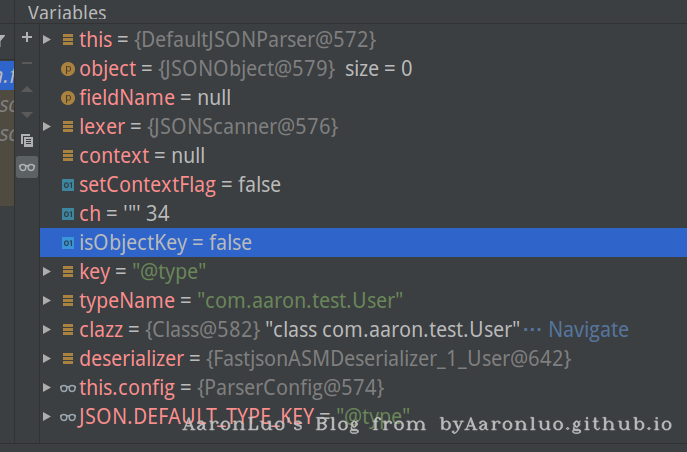 Variables
this = {DefaultJSONParser@572}
object = {JSONObject@579} size = 0
fieldName = null
lexer = {JSONScanner@576}
context = null
setContextFlag = false
ch = '"' 34
isObjectKey = false
key = "@type"
typeName = "com.aaron.test.User"
clazz = {Class@582} "class com.aaron.test.User"... Navigate
deserializer = {FastjsonASMDeserializer_1_User@642}
this.config = {ParserConfig@574}
JSON.DEFAULT_TYPE_KEY = "@type"
AaronLuo's Blog from byAaronluo.github.io